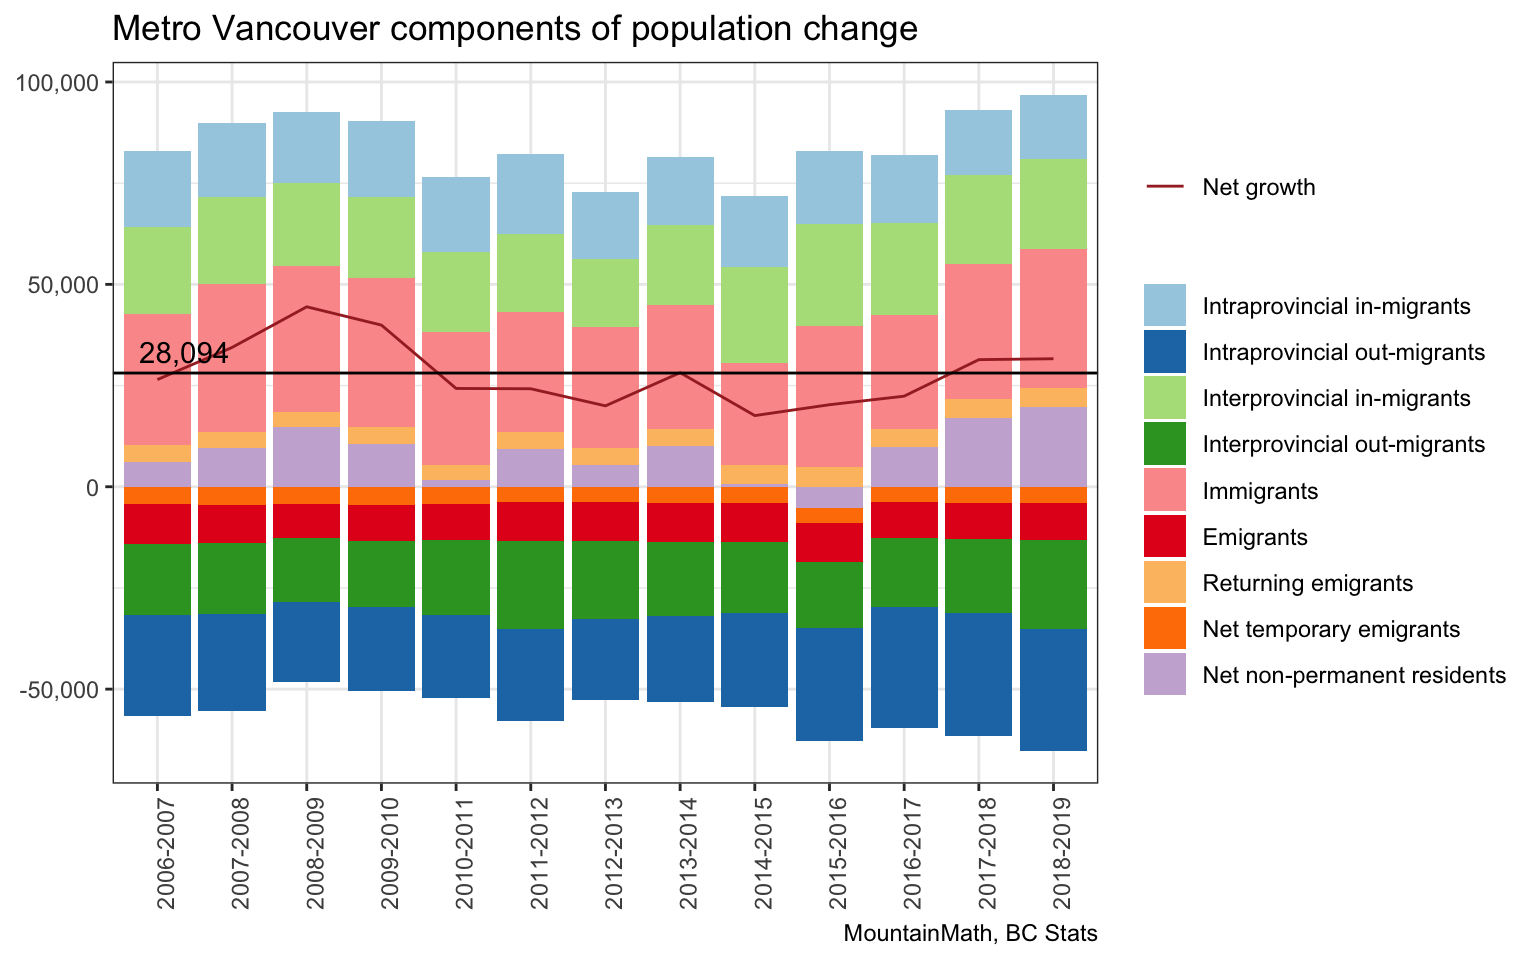 Metro Vancouver components of population change
100,000
50,000
0
-50,000
28,094
2006-2007
2007-2008
2008-2009
2009-2010
2010-2011
2011-2012
2012-2013
2013-2014
2014-2015
2015-2016
2016-2017
2017-2018
2018-2019
Net growth
Intraprovincial in-migrants
Intraprovincial out-migrants
Interprovincial in-migrants
Interprovincial out-migrants
Immigrants
Emigrants
Returning emigrants
Net temporary emigrants
Net non-permanent residents
MountainMath, BC Stats